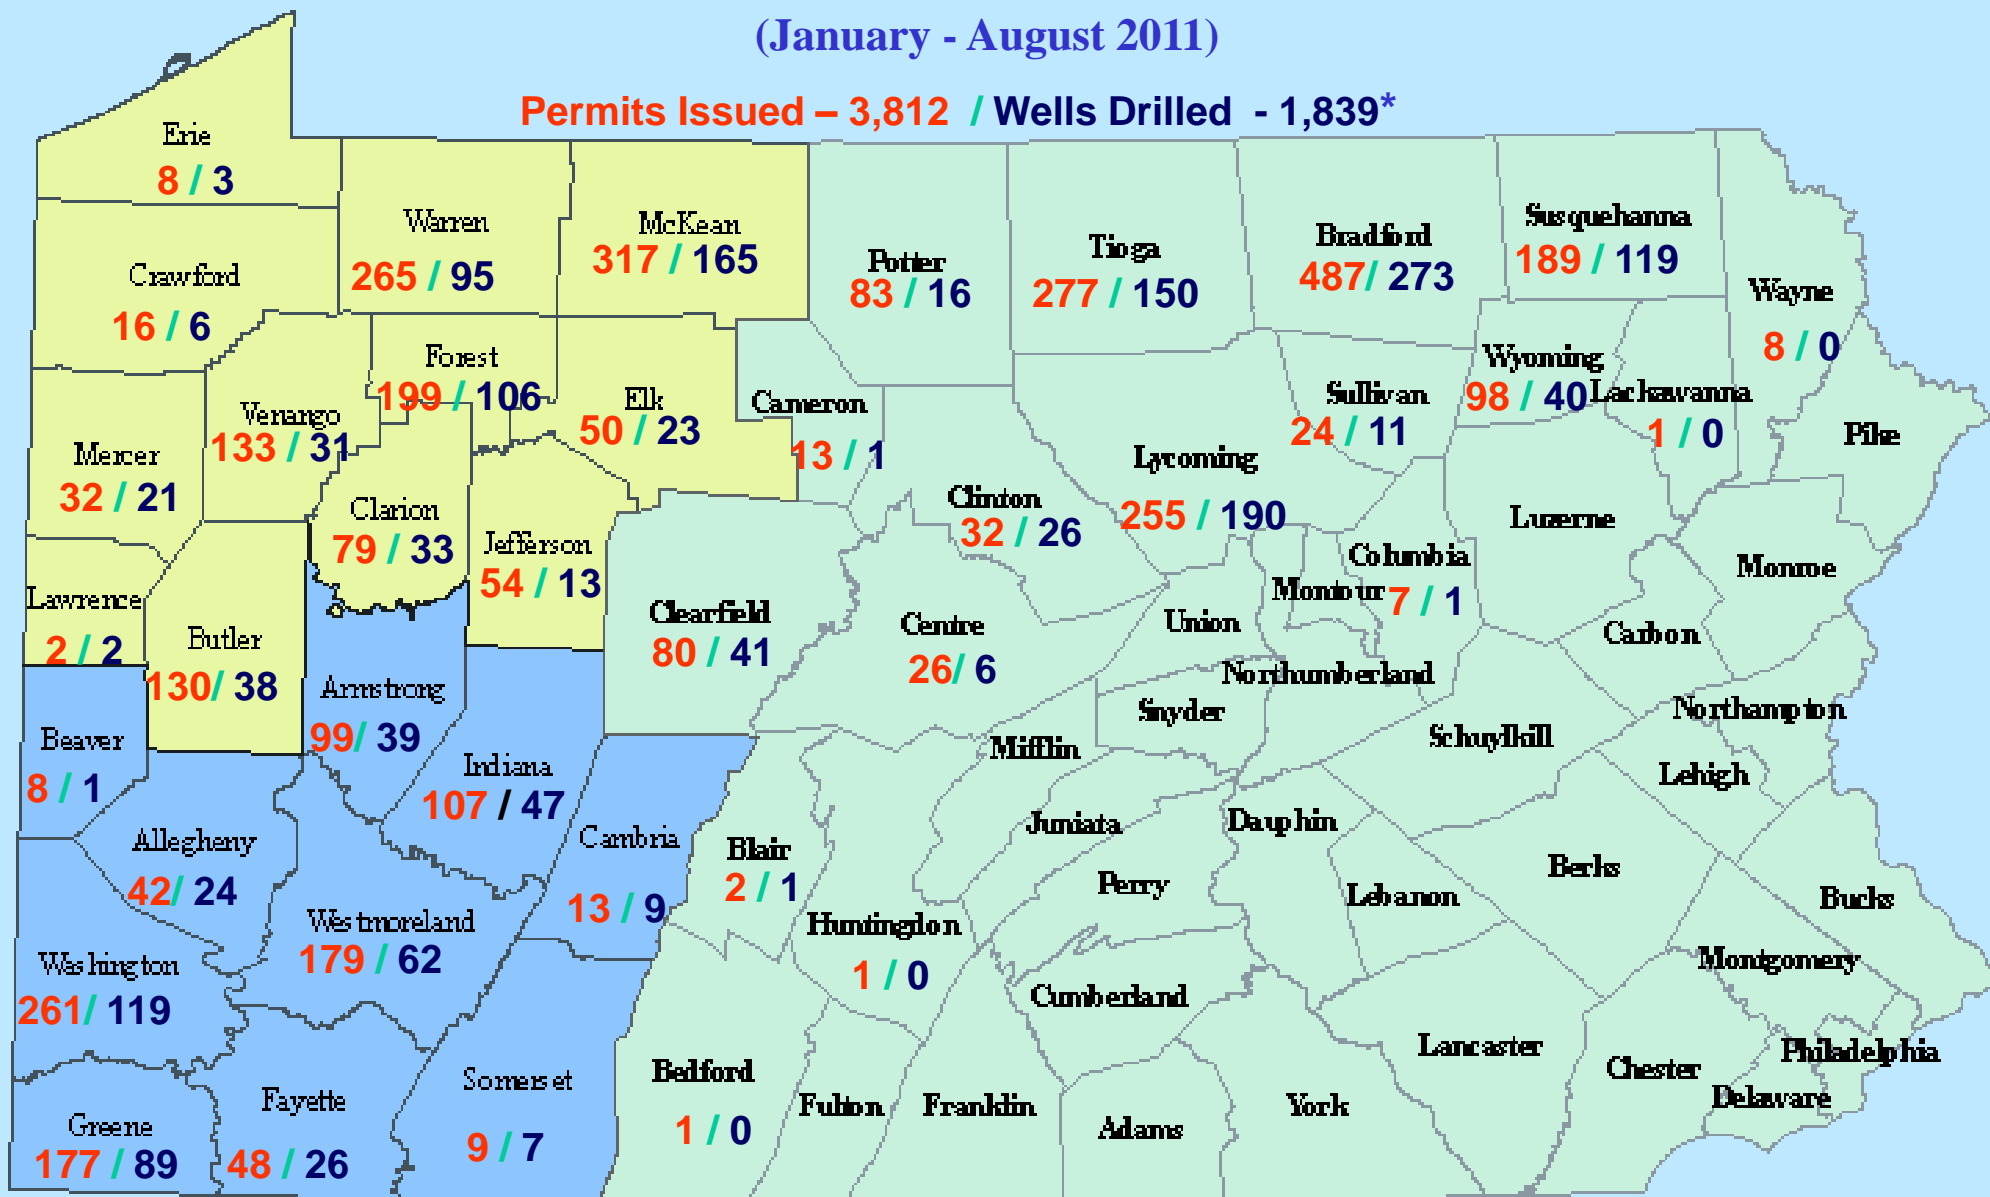 (January - August 2011)
Permits Issued – 3,812 / Wells Drilled - 1,839*
Erie
8 / 3
Warren
265 / 95
McKean
317 / 165
Potter
83 / 16
Tioga
277 / 150
Bradford
487/ 273
Susquehanna
189 / 119
Wayne
8 / 0
Crawford
16 / 6
Forest
199 / 106
Elk
50 / 23
Cameron
13 / 1
Sullivan
24 / 11
Wyoming
98 / 40
Lackawanna
1 / 0
Pike
Mercer
32 / 21
Venango
133 / 31
Clarion
79 / 33
Jefferson
54 / 13
Clinton
32 / 26
Lycoming
255 / 190
Columbia
7 / 1
Montour
Luzerne
Monroe
Lawrence
2 / 2
Butler
130/ 38
Armstrong
99/ 39
Clearfield
80 / 41
Centre
26/ 6
Union
Northumberland
Snyder
Carbon
Northampton
Beaver
8 / 1
Indiana
107 / 47
Mifflin
Schuylkill
Lehigh
Allegheny
42/ 24
Cambria
13 / 9
Blair
2 / 1
Juniata
Dauphin
Perry
Lebanon
Berks
Bucks
Westmoreland
179 / 62
Huntingdon
1 / 0
Washington
261/ 119
Cumberland
Montgomery
Lancaster
Chester
Philadelphia
Delaware
Greene
177 / 89
Fayette
48 / 26
Somerset
9 / 7
Bedford
1 / 0
Fulton
Franklin
Adams
York